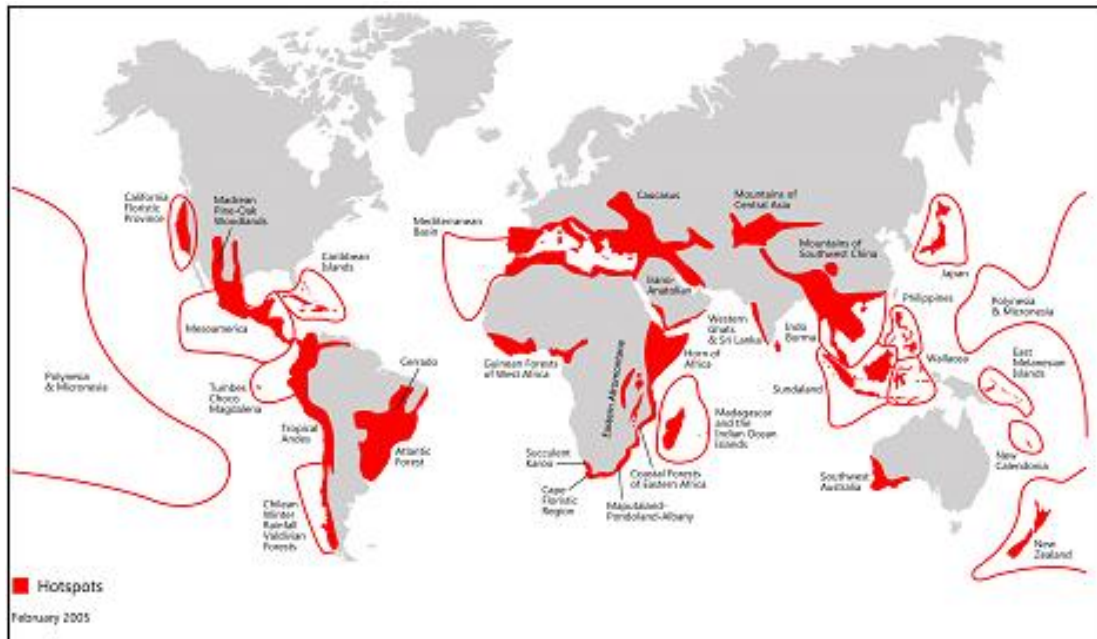 California
Floristic
Province
Madrean
Pine-Oak
Woodlands
Caribbean
Islands
Mesoamerica
Polynesia
& Micronesia
Tumbes
Choco
Magdalena
Cerrado
Tropical
Andes
Atlantic
Forest
Chilean
Winter
Rainfall
Valdivian
Forests
Mediterranean
Basin
Caucasus
Mountains of
Central Asia
Mountains of
Southwest China
Irano-
Anatolian
Guinean Forests
of West Africa
Western
Ghats
& Sri Lanka
Horn of
Africa
Indo
Burma
Eastern Afromontane
Succulent
Karoo
Cape
Floristic
Region
Coastal Forests
of Eastern Africa
Maputaland-
Pondoland-Albany
Madagascar
and the
Indian Ocean
Islands
Japan
Philippines
Polynesia
& Micronesia
Wallacea
Sundaland
East
Melanesian
Islands
New
Caledonia
Southwest
Australia
New
Zealand
Hotspots
February 2005